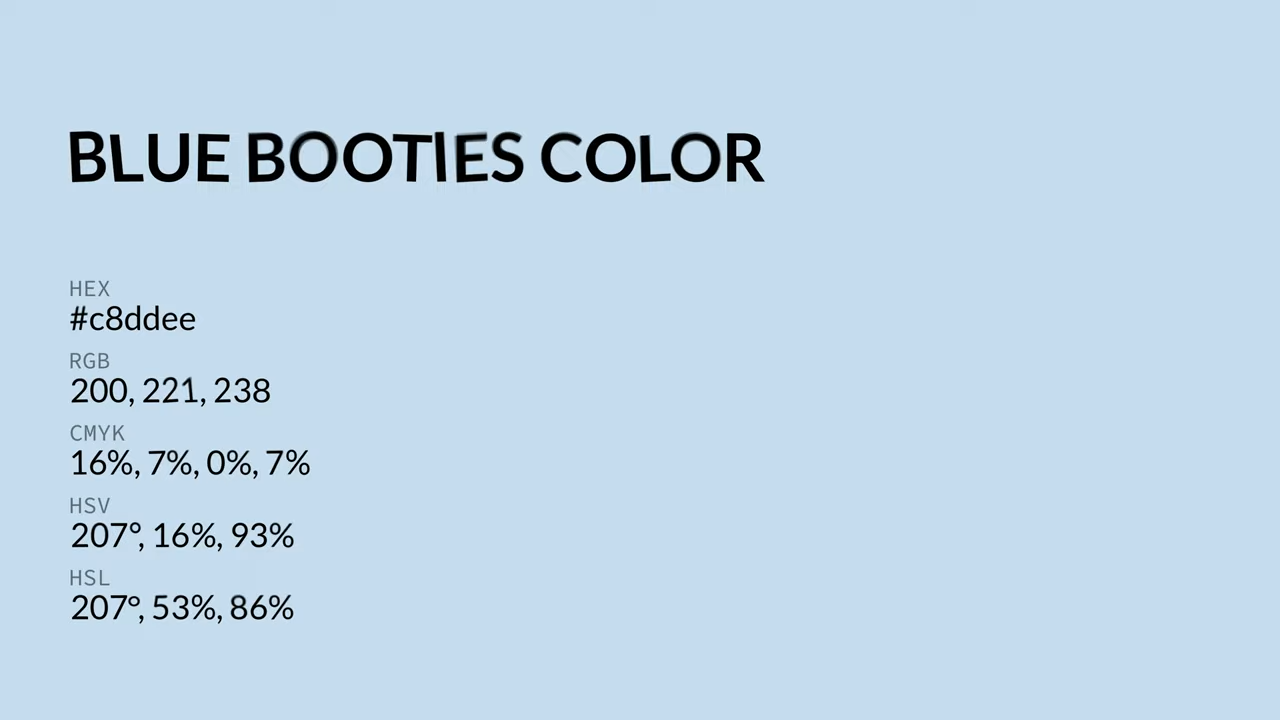 BLUE BOOTIES COLOR
HEX
#c8ddee
RGB
200, 221, 238
CMYK
16%, 7%, 0%, 7%
HSV
207°, 16%, 93%
HSL
207°, 53%, 86%